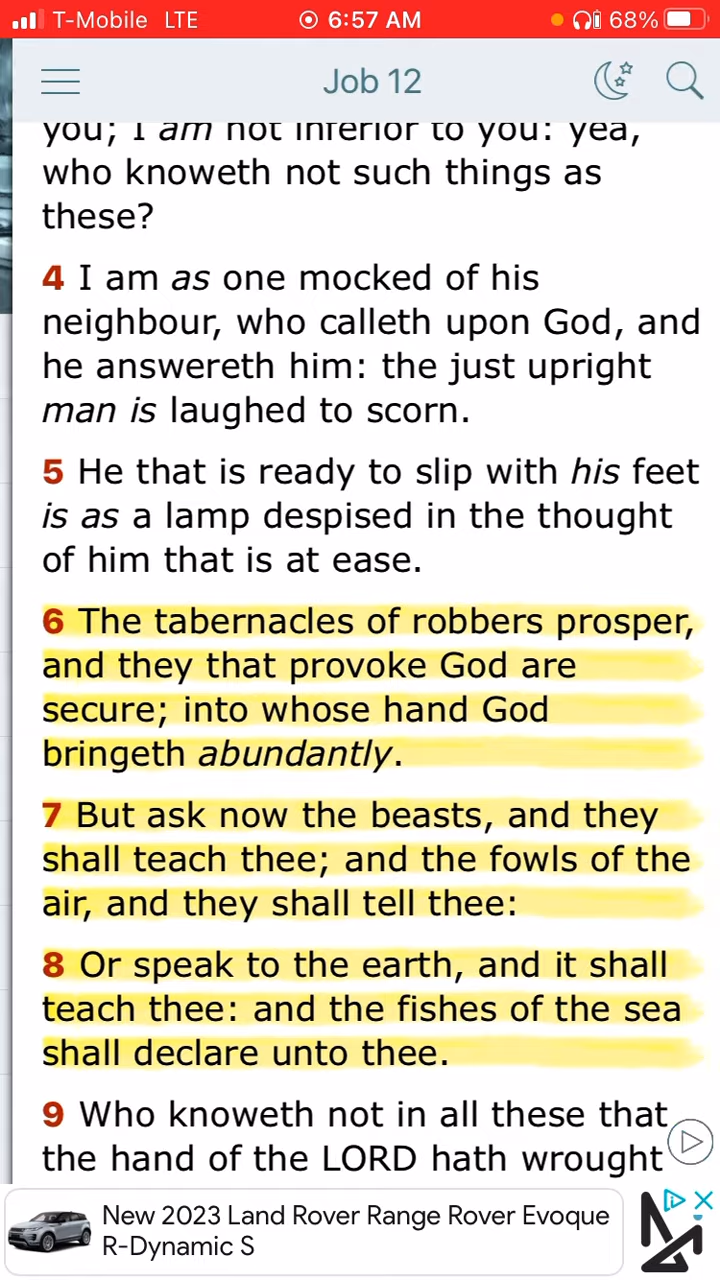 T-Mobile LTE 6:57 AM 68%
Job 12
you; I am not inferior to you: yea,
who knoweth not such things as
these?
4 I am as one mocked of his
neighbour, who calleth upon God, and
he answereth him: the just upright
man is laughed to scorn.
5 He that is ready to slip with his feet
is as a lamp despised in the thought
of him that is at ease.
6 The tabernacles of robbers prosper,
and they that provoke God are
secure; into whose hand God
bringeth abundantly.
7 But ask now the beasts, and they
shall teach thee; and the fowls of the
air, and they shall tell thee:
8 Or speak to the earth, and it shall
teach thee: and the fishes of the sea
shall declare unto thee.
9 Who knoweth not in all these that
the hand of the LORD hath wrought
New 2023 Land Rover Range Rover Evoque
R-Dynamic S